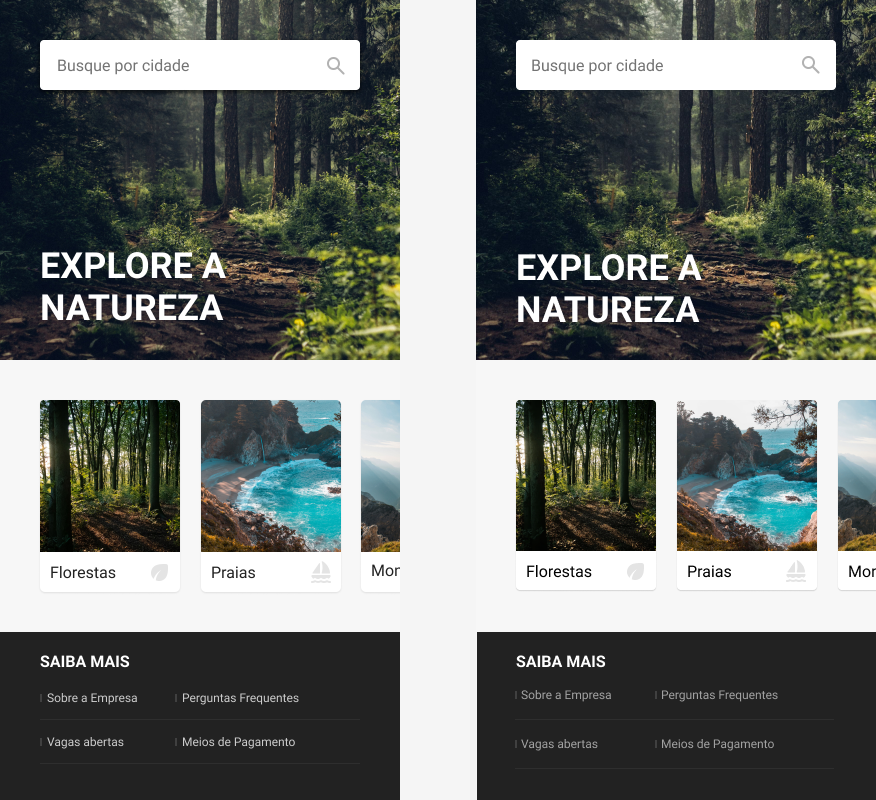 Busque por cidade
EXPLORE A
NATUREZA
Florestas
Praias
Mon
SAIBA MAIS
Sobre a Empresa
Perguntas Frequentes
Vagas abertas
Meios de Pagamento
Busque por cidade
EXPLORE A
NATUREZA
Florestas
Praias
Mor
SAIBA MAIS
Sobre a Empresa
Perguntas Frequentes
Vagas abertas
Meios de Pagamento